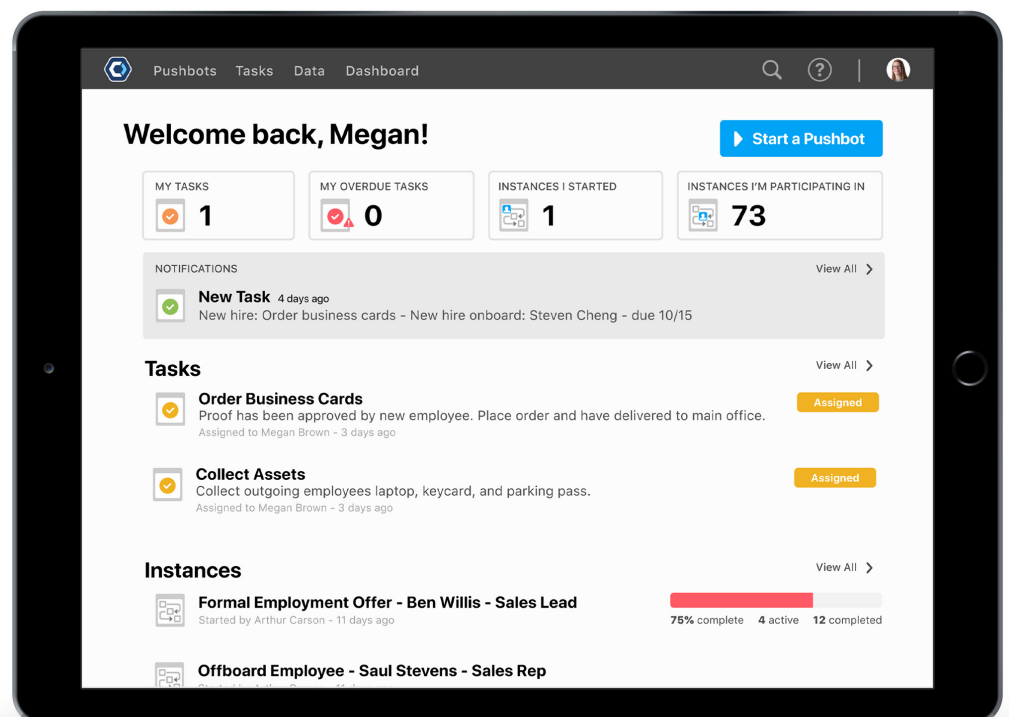 Pushbots Tasks Data Dashboard ?
Welcome back, Megan!
Start a Pushbot
MY TASKS
1
MY OVERDUE TASKS
0
INSTANCES I STARTED
1
INSTANCES I'M PARTICIPATING IN
73
NOTIFICATIONS
View All
New Task 4 days ago
New hire: Order business cards - New hire onboard: Steven Cheng - due 10/15
Tasks
View All
Order Business Cards
Assigned
Proof has been approved by new employee. Place order and have delivered to main office.
Assigned to Megan Brown - 3 days ago
Collect Assets
Assigned
Collect outgoing employees laptop, keycard, and parking pass.
Assigned to Megan Brown - 3 days ago
Instances
View All
Formal Employment Offer - Ben Willis - Sales Lead
Started by Arthur Carson - 11 days ago
75% complete 4 active 12 completed
Offboard Employee - Saul Stevens - Sales Rep